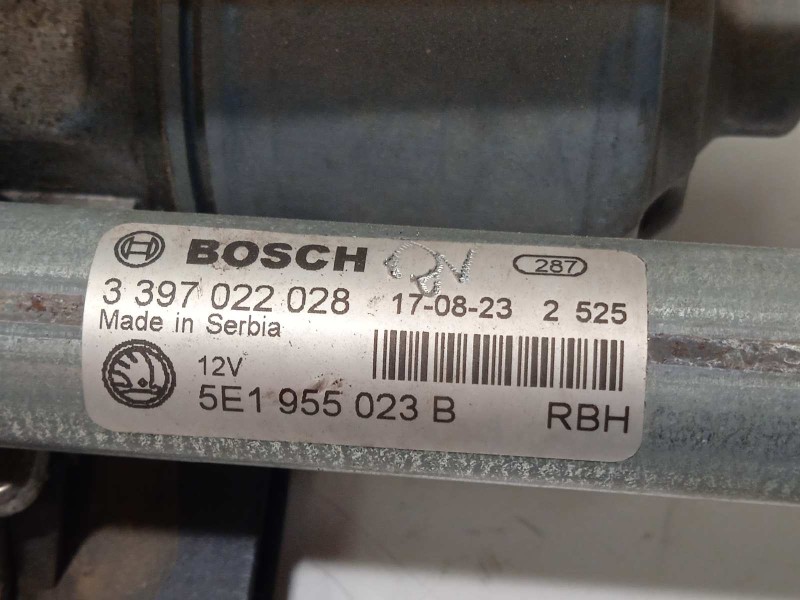 BOSCH 287
3 397 022 028 17-08-23 2 525
Made in Serbia
12V
5E1 955 023 B RBH